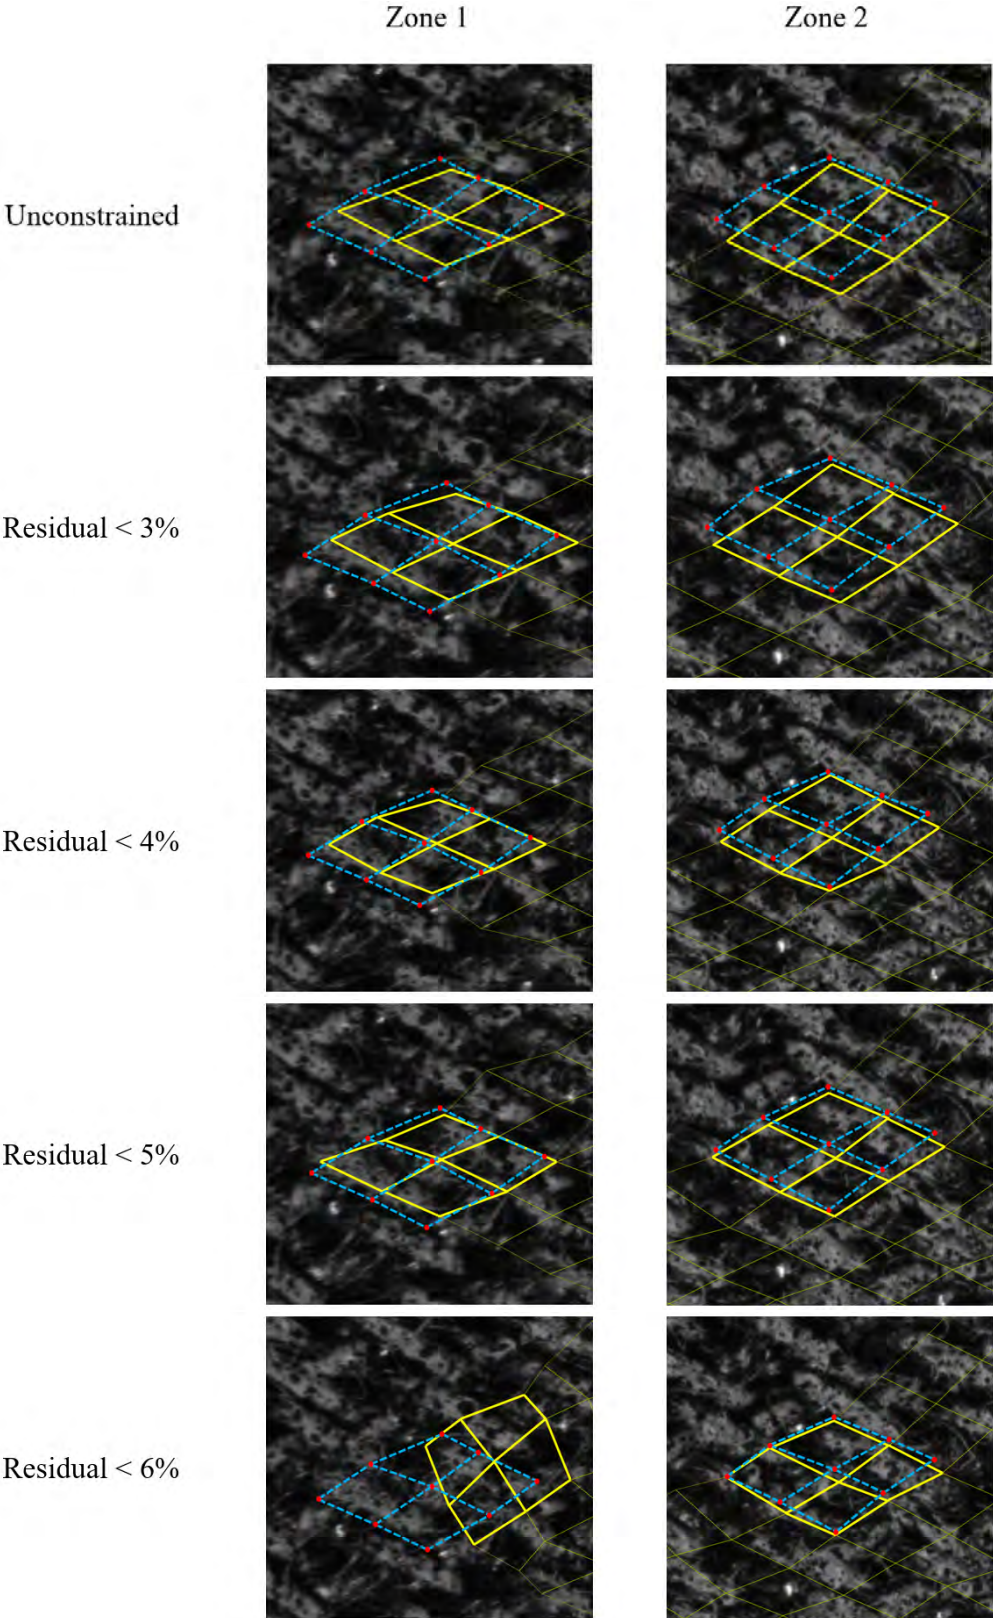 Zone 1 Zone 2
Unconstrained
Residual < 3%
Residual < 4%
Residual < 5%
Residual < 6%